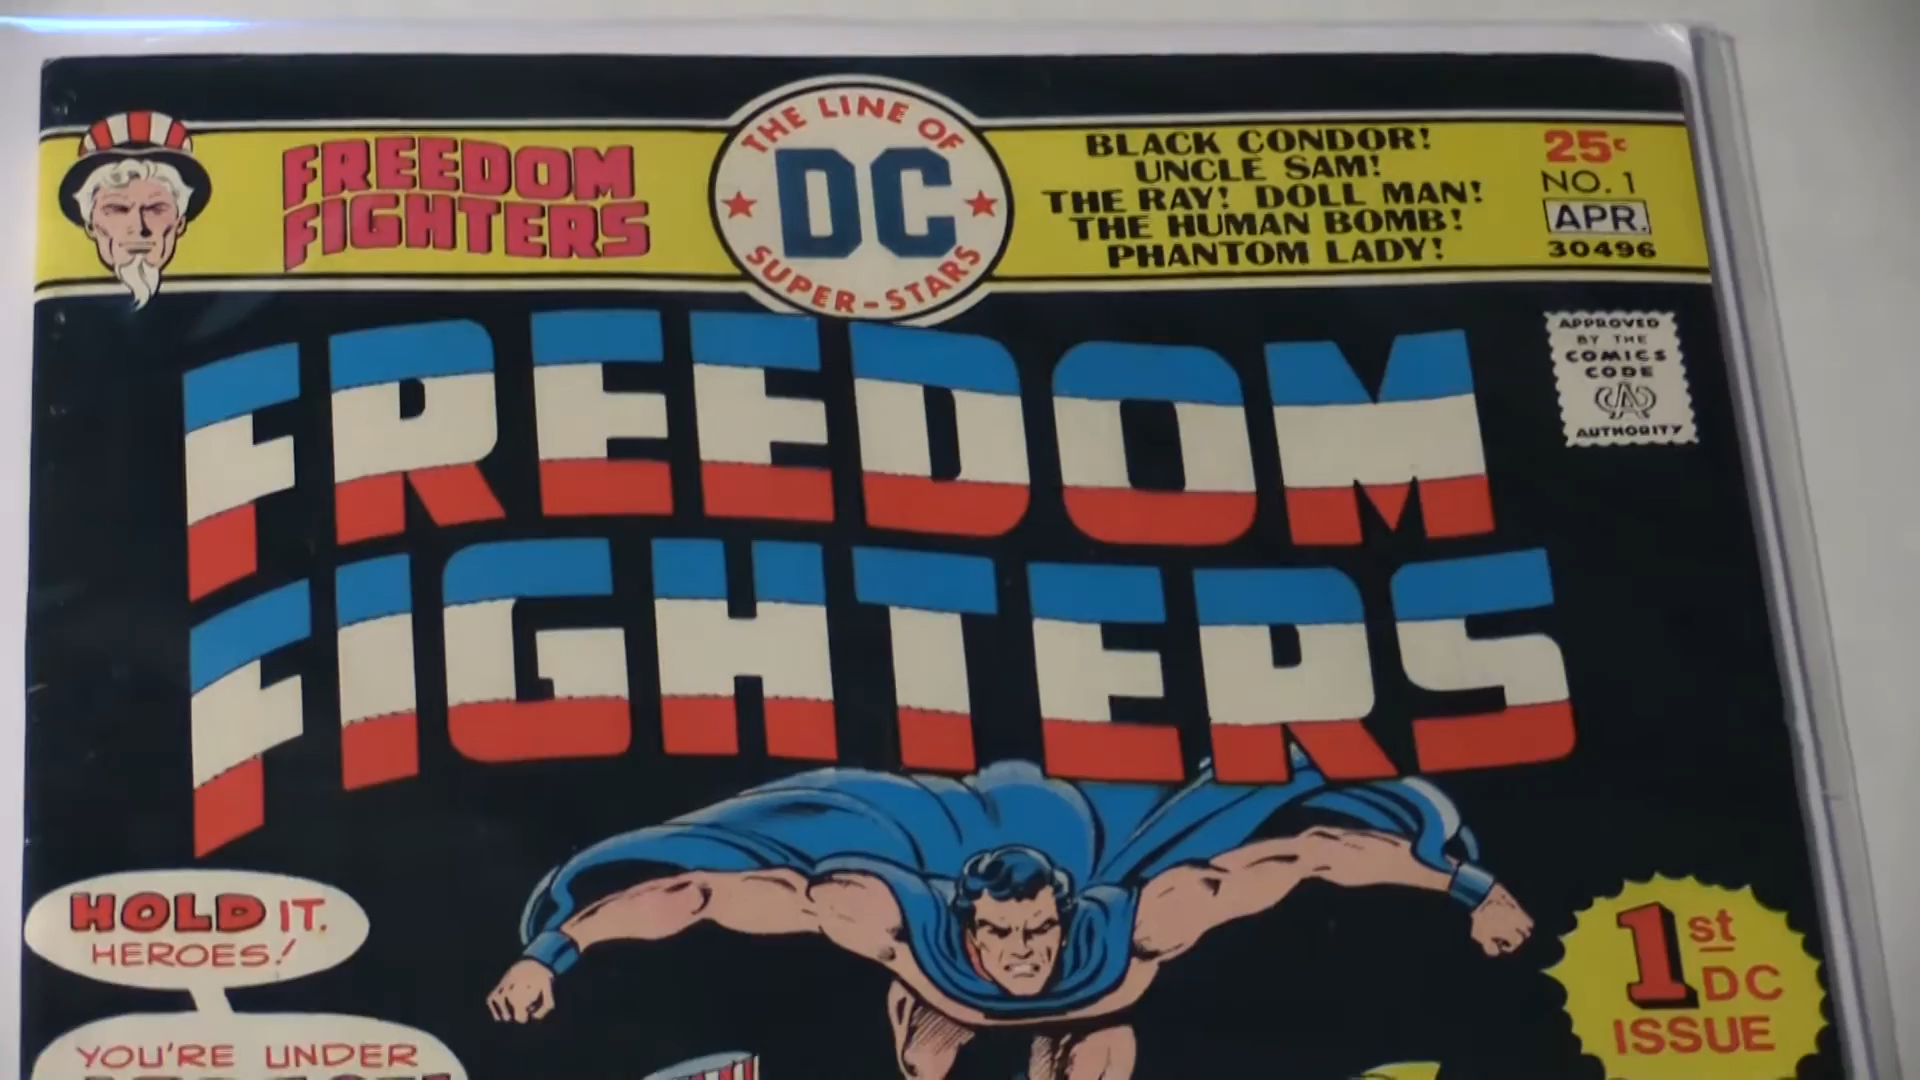 FREEDOM
FIGHTERS
THE LINE OF
DC
SUPER-STARS
BLACK CONDOR!
UNCLE SAM!
THE RAY! DOLL MAN!
THE HUMAN BOMB!
PHANTOM LADY!
25¢
NO. 1
APR.
30496
FREEDOM
FIGHTERS
APPROVED
BY THE
COMICS
CODE
CA
AUTHORITY
HOLD IT,
HEROES!
YOU'RE UNDER
1st
DC
ISSUE